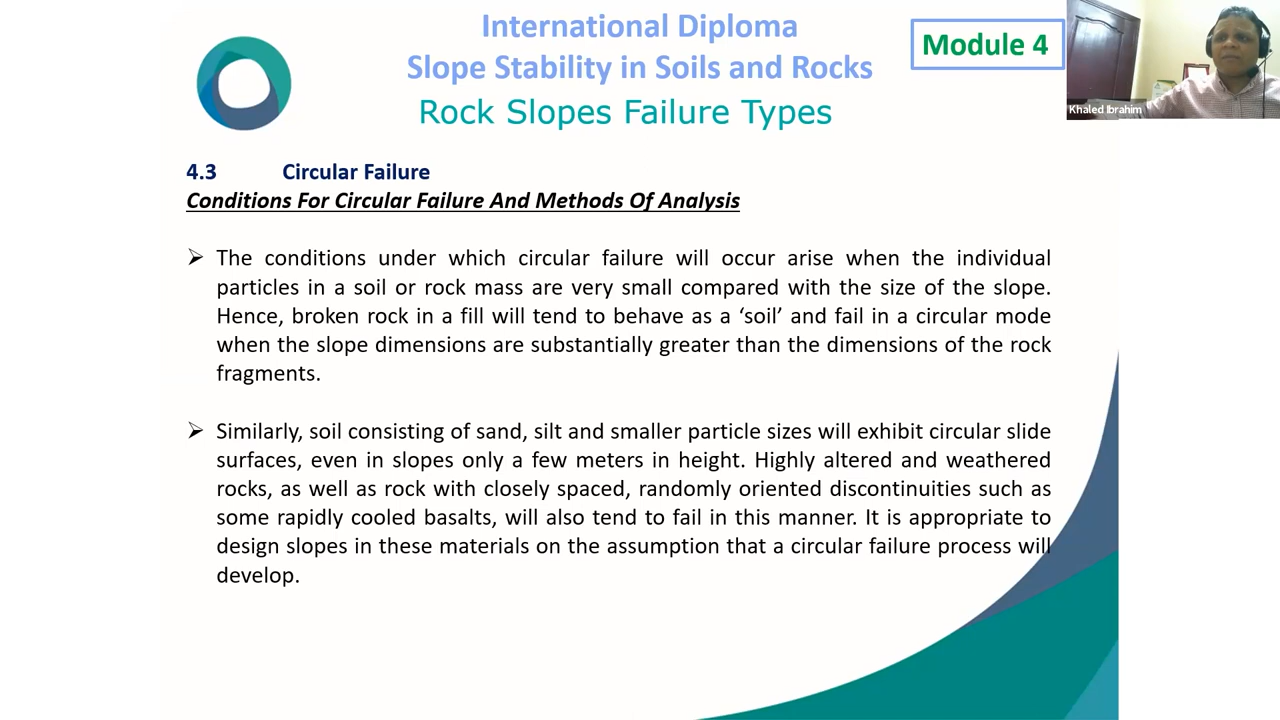 International Diploma
Slope Stability in Soils and Rocks
Rock Slopes Failure Types
Module 4
Khaled Ibrahim
4.3 Circular Failure
Conditions For Circular Failure And Methods Of Analysis
➢ The conditions under which circular failure will occur arise when the individual
particles in a soil or rock mass are very small compared with the size of the slope.
Hence, broken rock in a fill will tend to behave as a ‘soil’ and fail in a circular mode
when the slope dimensions are substantially greater than the dimensions of the rock
fragments.
➢ Similarly, soil consisting of sand, silt and smaller particle sizes will exhibit circular slide
surfaces, even in slopes only a few meters in height. Highly altered and weathered
rocks, as well as rock with closely spaced, randomly oriented discontinuities such as
some rapidly cooled basalts, will also tend to fail in this manner. It is appropriate to
design slopes in these materials on the assumption that a circular failure process will
develop.